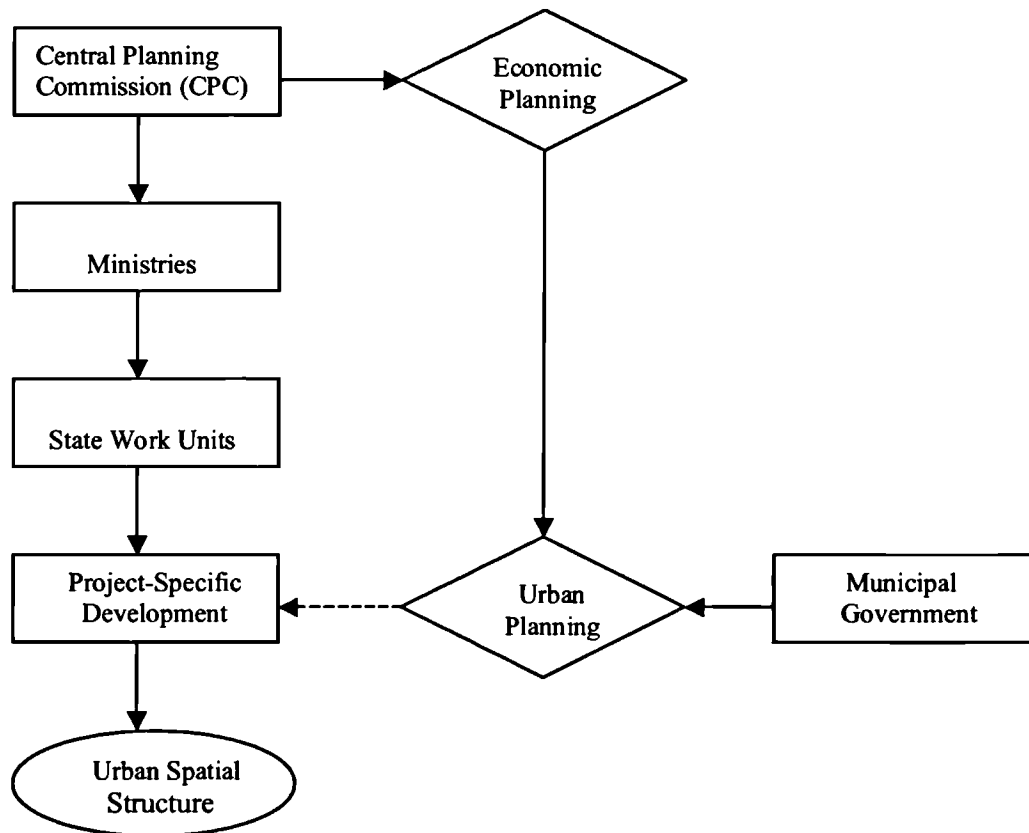 Central Planning
Commission (CPC)
Economic
Planning
Ministries
State Work Units
Project-Specific
Development
Urban
Planning
Municipal
Government
Urban Spatial
Structure